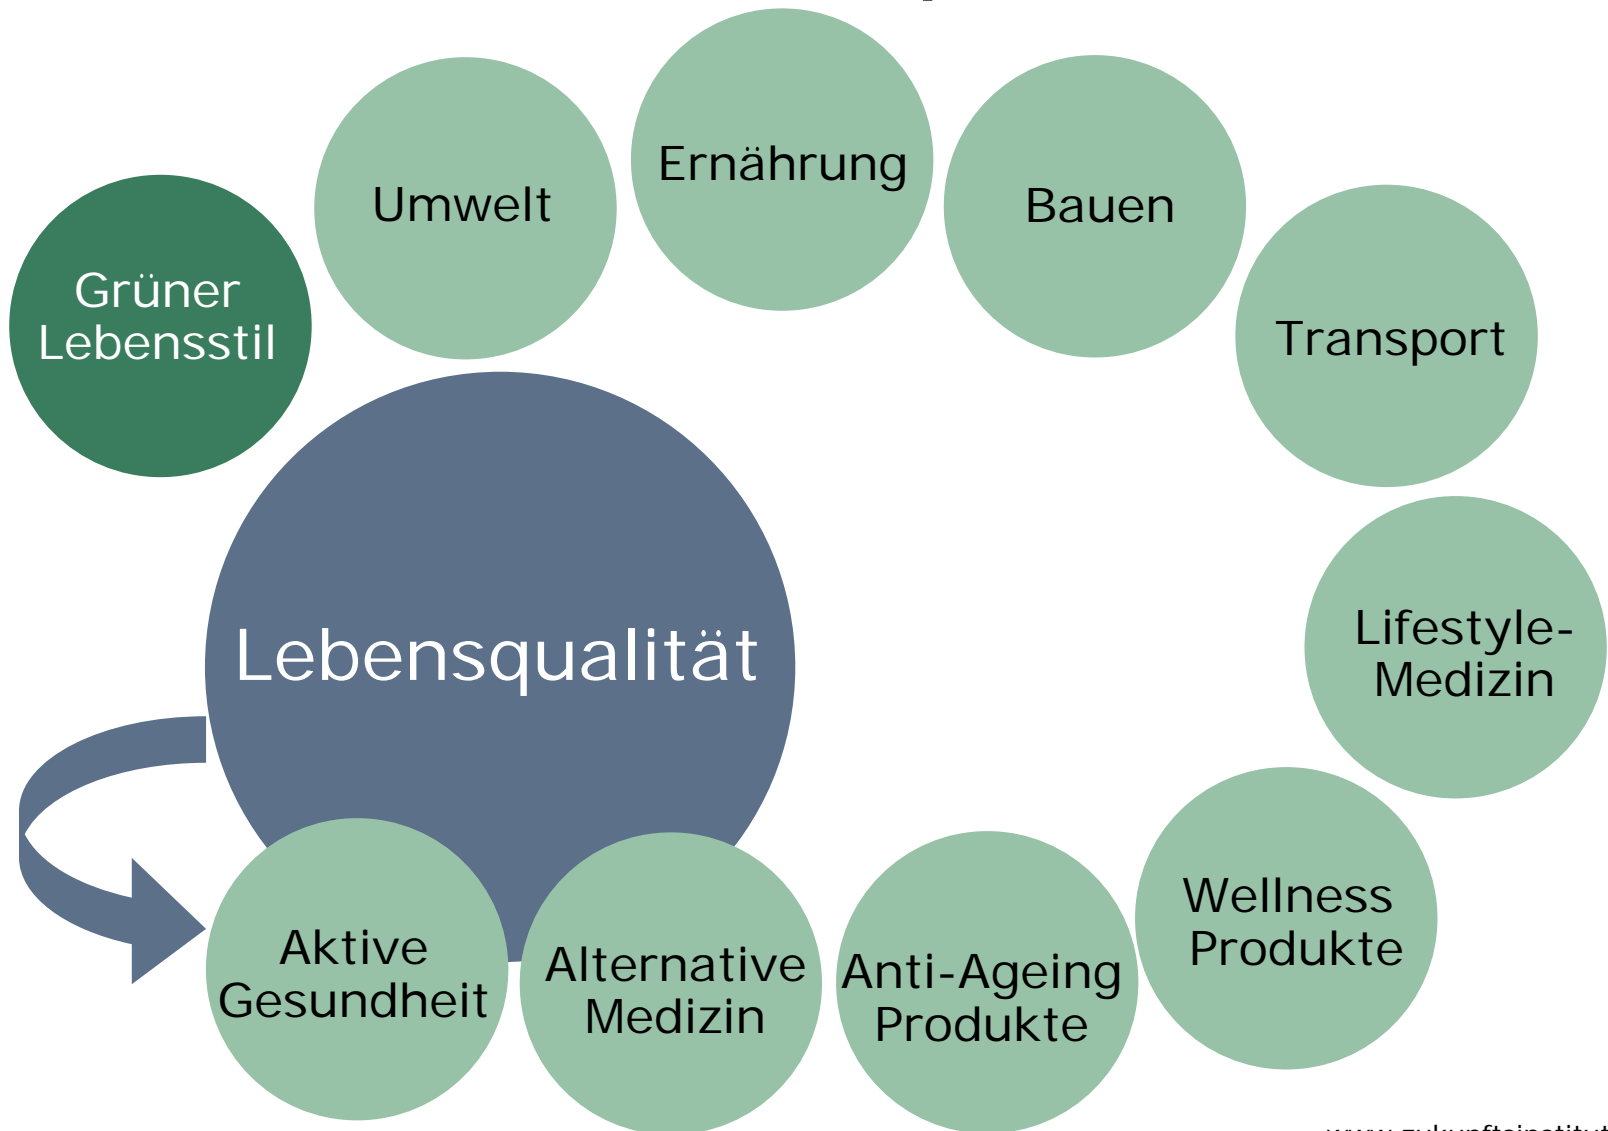 Grüner
Lebensstil
Umwelt
Ernährung
Bauen
Transport
Lifestyle-
Medizin
Wellness
Produkte
Anti-Ageing
Produkte
Alternative
Medizin
Aktive
Gesundheit
Lebensqualität